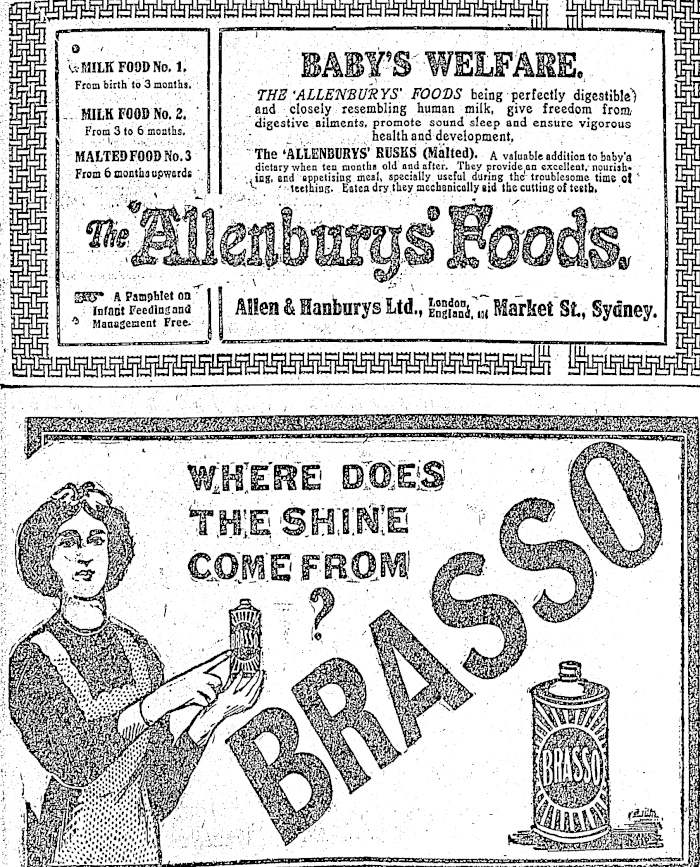 MILK FOOD No. 1.
From birth to 3 months.
MILK FOOD No. 2.
From 3 to 6 months.
MALTED FOOD No. 3
From 6 months upwards
BABY'S WELFARE.
THE 'ALLENBURYS' FOODS being perfectly digestible
and closely resembling human milk, give freedom from
digestive ailments, promote sound sleep and ensure vigorous
health and development.
The 'ALLENBURYS' RUSKS (Malted). A valuable addition to baby's
dietary when ten months old and after. They provide an excellent, nourish-
ing, and appetising meal, specially useful during the troublesome time of
teething. Eaten dry they mechanically aid the cutting of teeth.
The 'Allenburys' Foods.
A Pamphlet on
Infant Feeding and
Management Free.
Allen & Hanburys Ltd., London, England, Market St., Sydney.
WHERE DOES
THE SHINE
COME FROM
?
BRASSO
BRASSO